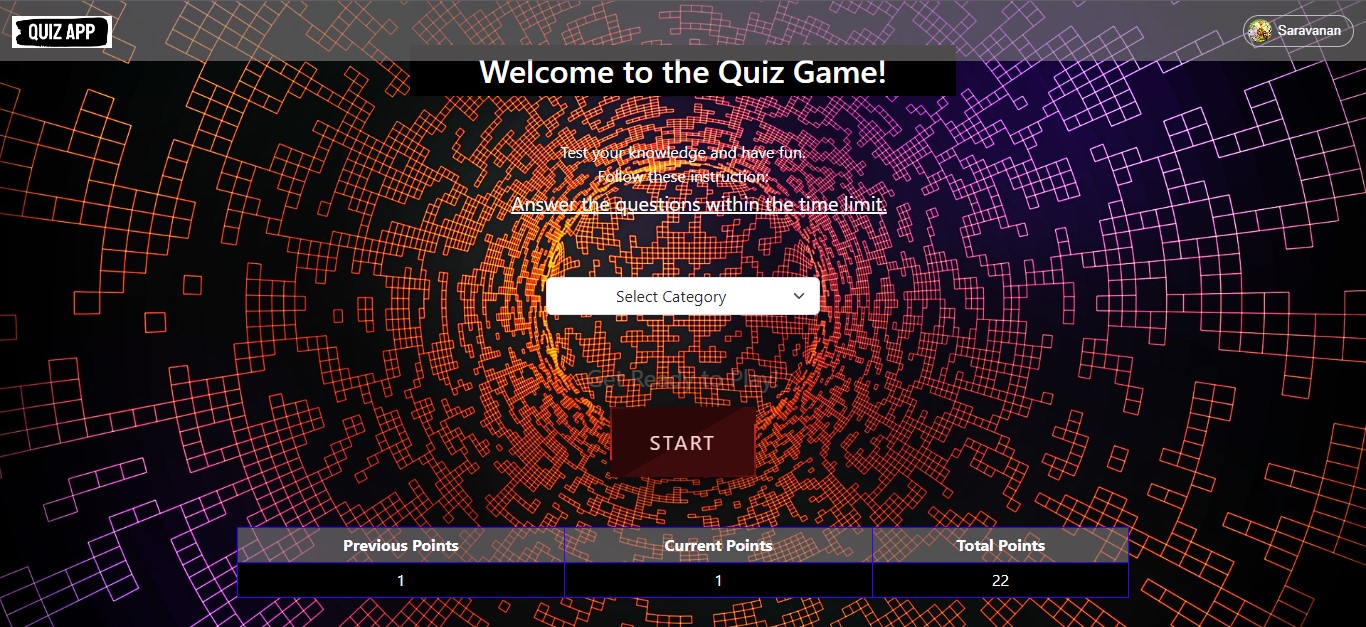 QUIZ APP
Saravanan
Welcome to the Quiz Game!
Test your knowledge and have fun.
Follow these instruction:
Answer the questions within the time limit.
Select Category
Get Ready to Play!
START
Previous Points Current Points Total Points
1 1 22